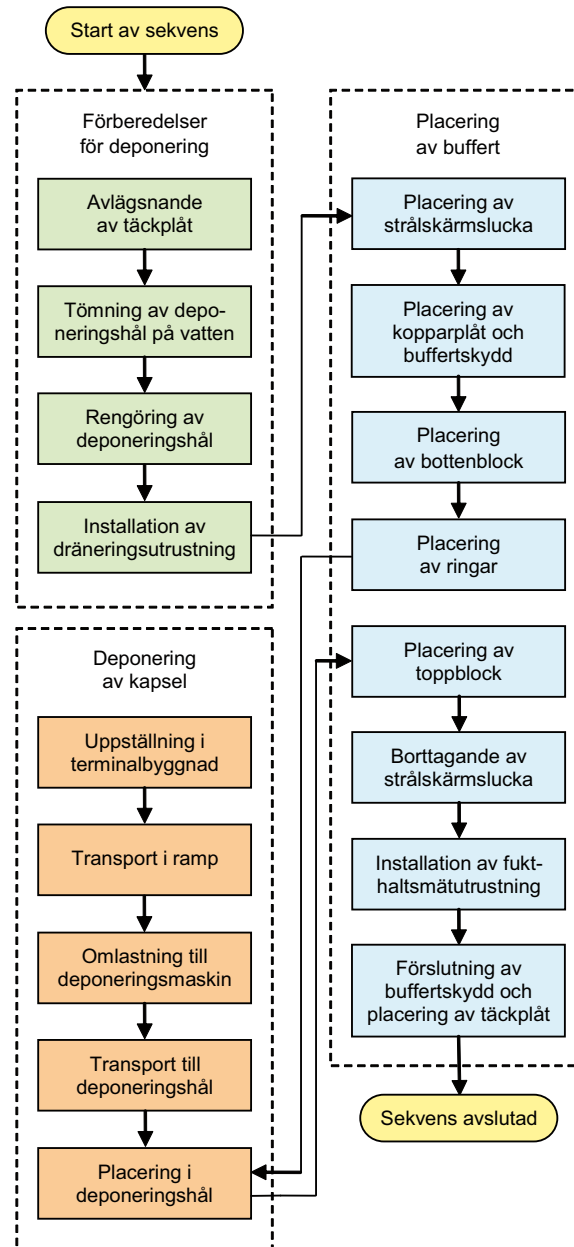 Start av sekvens
Förberedelser
för deponering
Avlägsnande
av täckplåt
Tömning av depo-
neringshål på vatten
Rengöring av
deponeringshål
Installation av
dräneringsutrustning
Placering
av buffert
Placering av
strålskärmslucka
Placering av
kopparplåt och
buffertskydd
Placering
av bottenblock
Placering
av ringar
Deponering
av kapsel
Uppställning i
terminalbyggnad
Transport i ramp
Omlastning till
deponeringsmaskin
Transport till
deponeringshål
Placering i
deponeringshål
Placering av
toppblock
Borttagande av
strålskärmslucka
Installation av fukt-
haltsmätutrustning
Förslutning av
buffertskydd och
placering av täckplåt
Sekvens avslutad